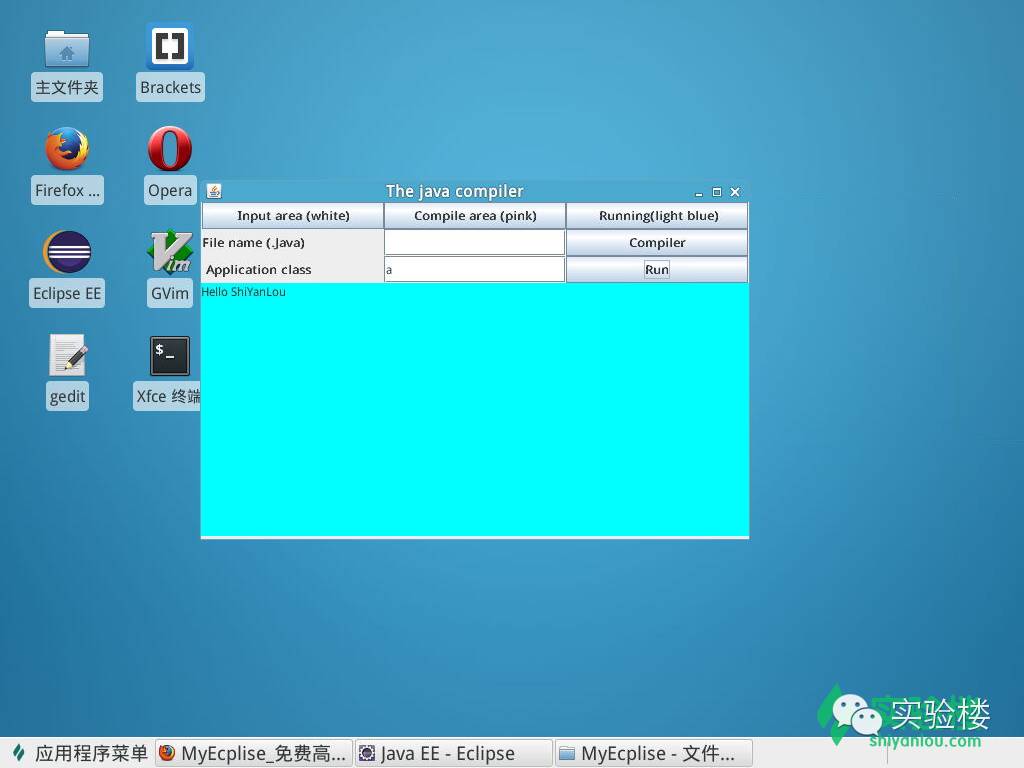 主文件夹
Brackets
Firefox ...
Opera
Eclipse EE
GVim
gedit
Xfce 终端
The java compiler
Input area (white)
Compile area (pink)
Running(light blue)
File name (.Java)
Compiler
Application class
a
Run
Hello ShiYanLou
实验楼
shiyanlou.com
应用程序菜单
MyEcplise_免费高...
Java EE - Eclipse
MyEcplise - 文件...